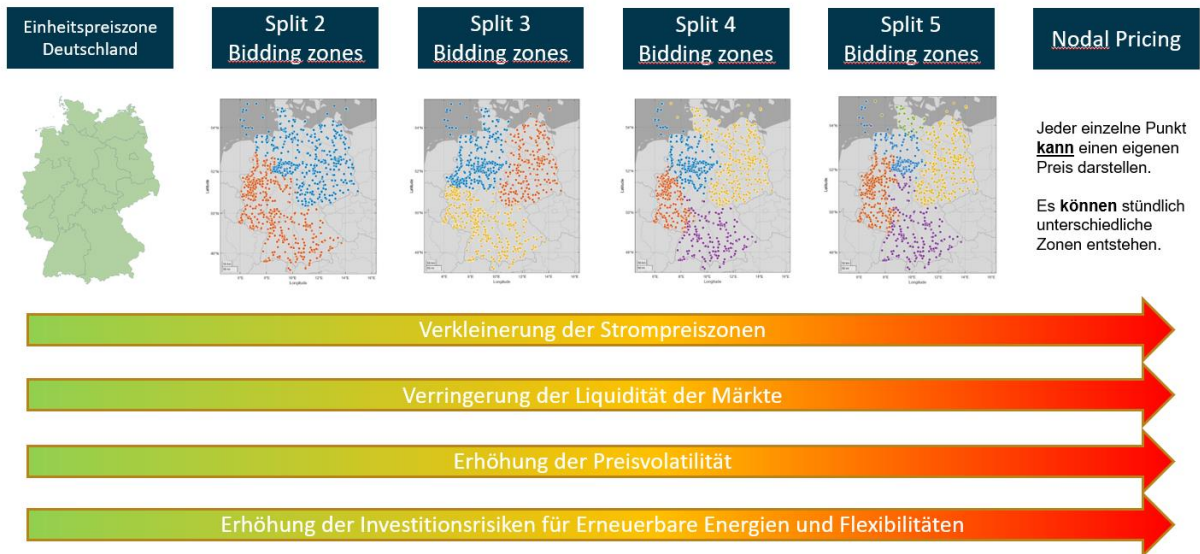 Einheitspreiszone
Deutschland
Split 2
Bidding zones
Split 3
Bidding zones
Split 4
Bidding zones
Split 5
Bidding zones
Nodal Pricing
Jeder einzelne Punkt
kann einen eigenen
Preis darstellen.
Es können stündlich
unterschiedliche
Zonen entstehen.
Verkleinerung der Strompreiszonen
Verringerung der Liquidität der Märkte
Erhöhung der Preisvolatilität
Erhöhung der Investitionsrisiken für Erneuerbare Energien und Flexibilitäten